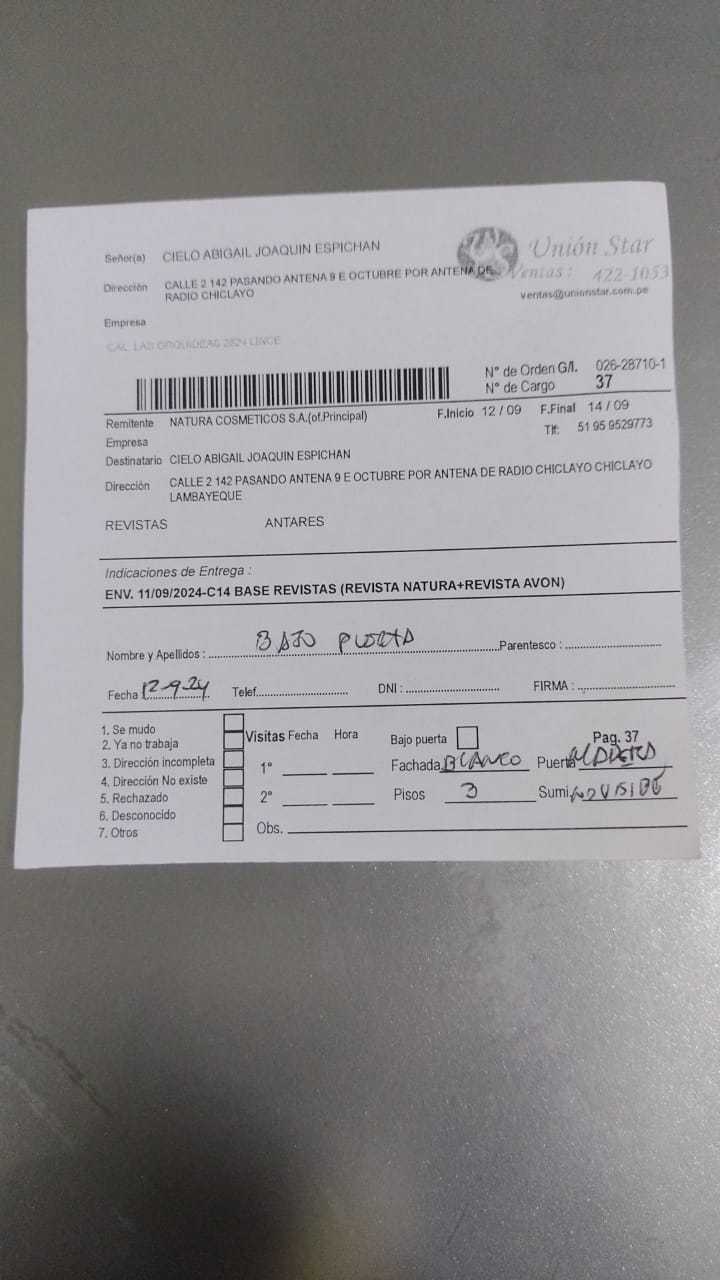 Señor(a) CIELO ABIGAIL JOAQUIN ESPICHAN
Unión Star
Dirección CALLE 2 142 PASANDO ANTENA 9 E OCTUBRE POR ANTENA DE
RADIO CHICLAYO
Ventas : 422-1053
ventas@unionstar.com.pe
Empresa
CAL. LAS ORQUIDEAS 2624 LINCE
N° de Orden G/I. 026-28710-1
N° de Cargo 37
Remitente NATURA COSMETICOS S.A.(of.Principal) F.Inicio 12 / 09 F.Final 14 / 09
Empresa Tlf: 51 95 9529773
Destinatario CIELO ABIGAIL JOAQUIN ESPICHAN
Dirección CALLE 2 142 PASANDO ANTENA 9 E OCTUBRE POR ANTENA DE RADIO CHICLAYO CHICLAYO
LAMBAYEQUE
REVISTAS ANTARES
Indicaciones de Entrega :
ENV. 11/09/2024-C14 BASE REVISTAS (REVISTA NATURA+REVISTA AVON)
Nombre y Apellidos : BAJO PUERTA Parentesco :
Fecha 12-9-24 Telef. DNI : FIRMA :
1. Se mudo
2. Ya no trabaja
3. Dirección incompleta
4. Dirección No existe
5. Rechazado
6. Desconocido
7. Otros
Visitas Fecha Hora
1°
2°
Obs.
Bajo puerta Pag. 37
Fachada BLANCO Puerta MADERA
Pisos 3 Sumi.